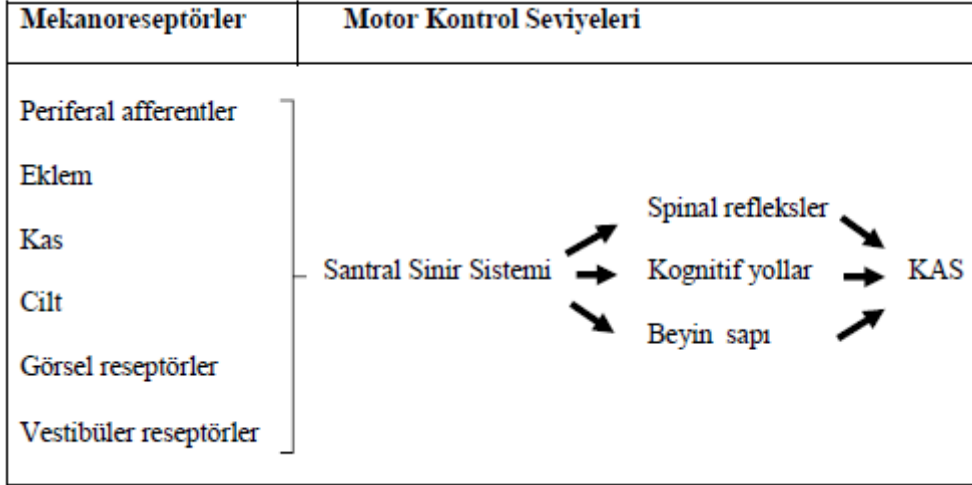 Mekanoreseptörler
Motor Kontrol Seviyeleri
Periferal afferentler
Eklem
Kas
Cilt
Görsel reseptörler
Vestibüler reseptörler
Santral Sinir Sistemi
Spinal refleksler
Kognitif yollar
Beyin sapı
KAS